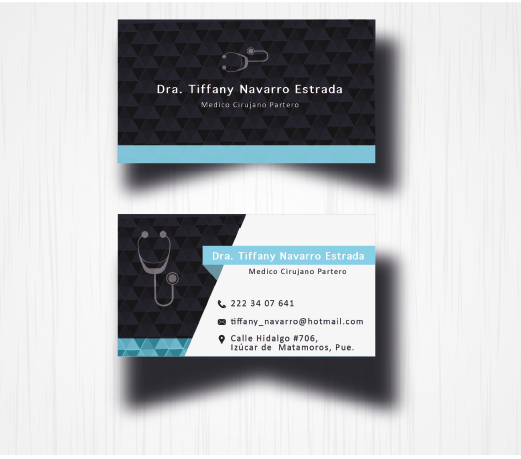 Dra. Tiffany Navarro Estrada
Medico Cirujano Partero
Dra. Tiffany Navarro Estrada
Medico Cirujano Partero
222 34 07 641
tiffany_navarro@hotmail.com
Calle Hidalgo #706,
Izúcar de Matamoros, Pue.